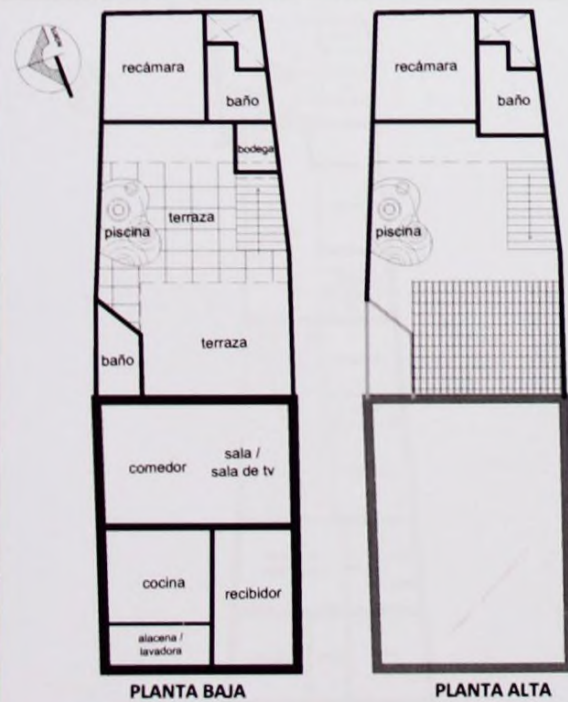 recámara
baño
bodega
terraza
piscina
terraza
baño
comedor
sala /
sala de tv
cocina
recibidor
alacena /
lavadora
PLANTA BAJA
recámara
baño
piscina
PLANTA ALTA